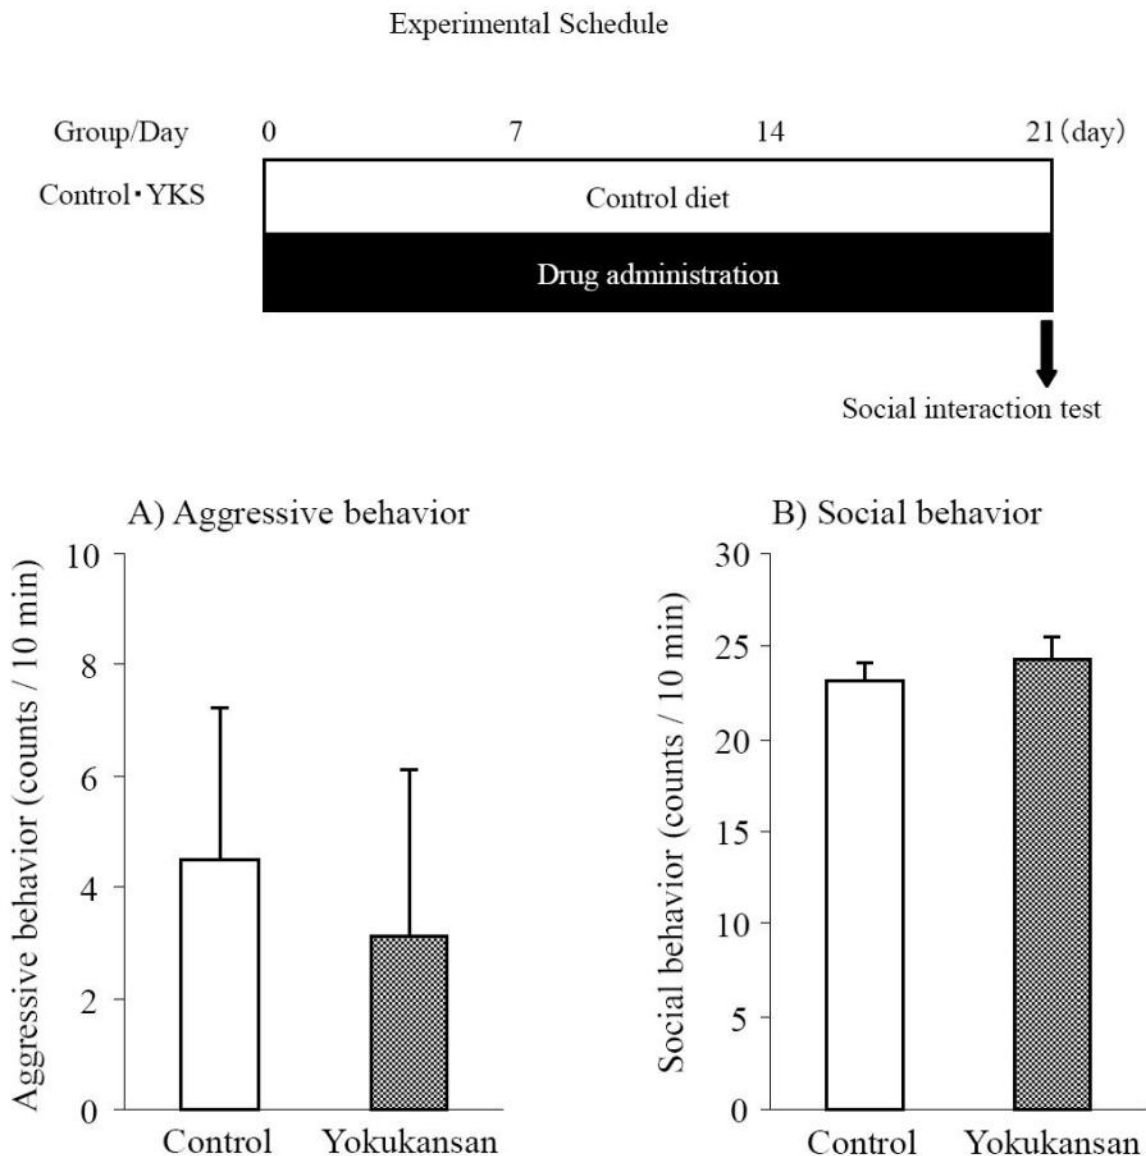 Experimental Schedule
Group/Day 0 7 14 21(day)
Control・YKS
Control diet
Drug administration
Social interaction test
A) Aggressive behavior
Aggressive behavior (counts / 10 min)
10
8
6
4
2
0
Control Yokukansan
B) Social behavior
Social behavior (counts / 10 min)
30
25
20
15
10
5
0
Control Yokukansan